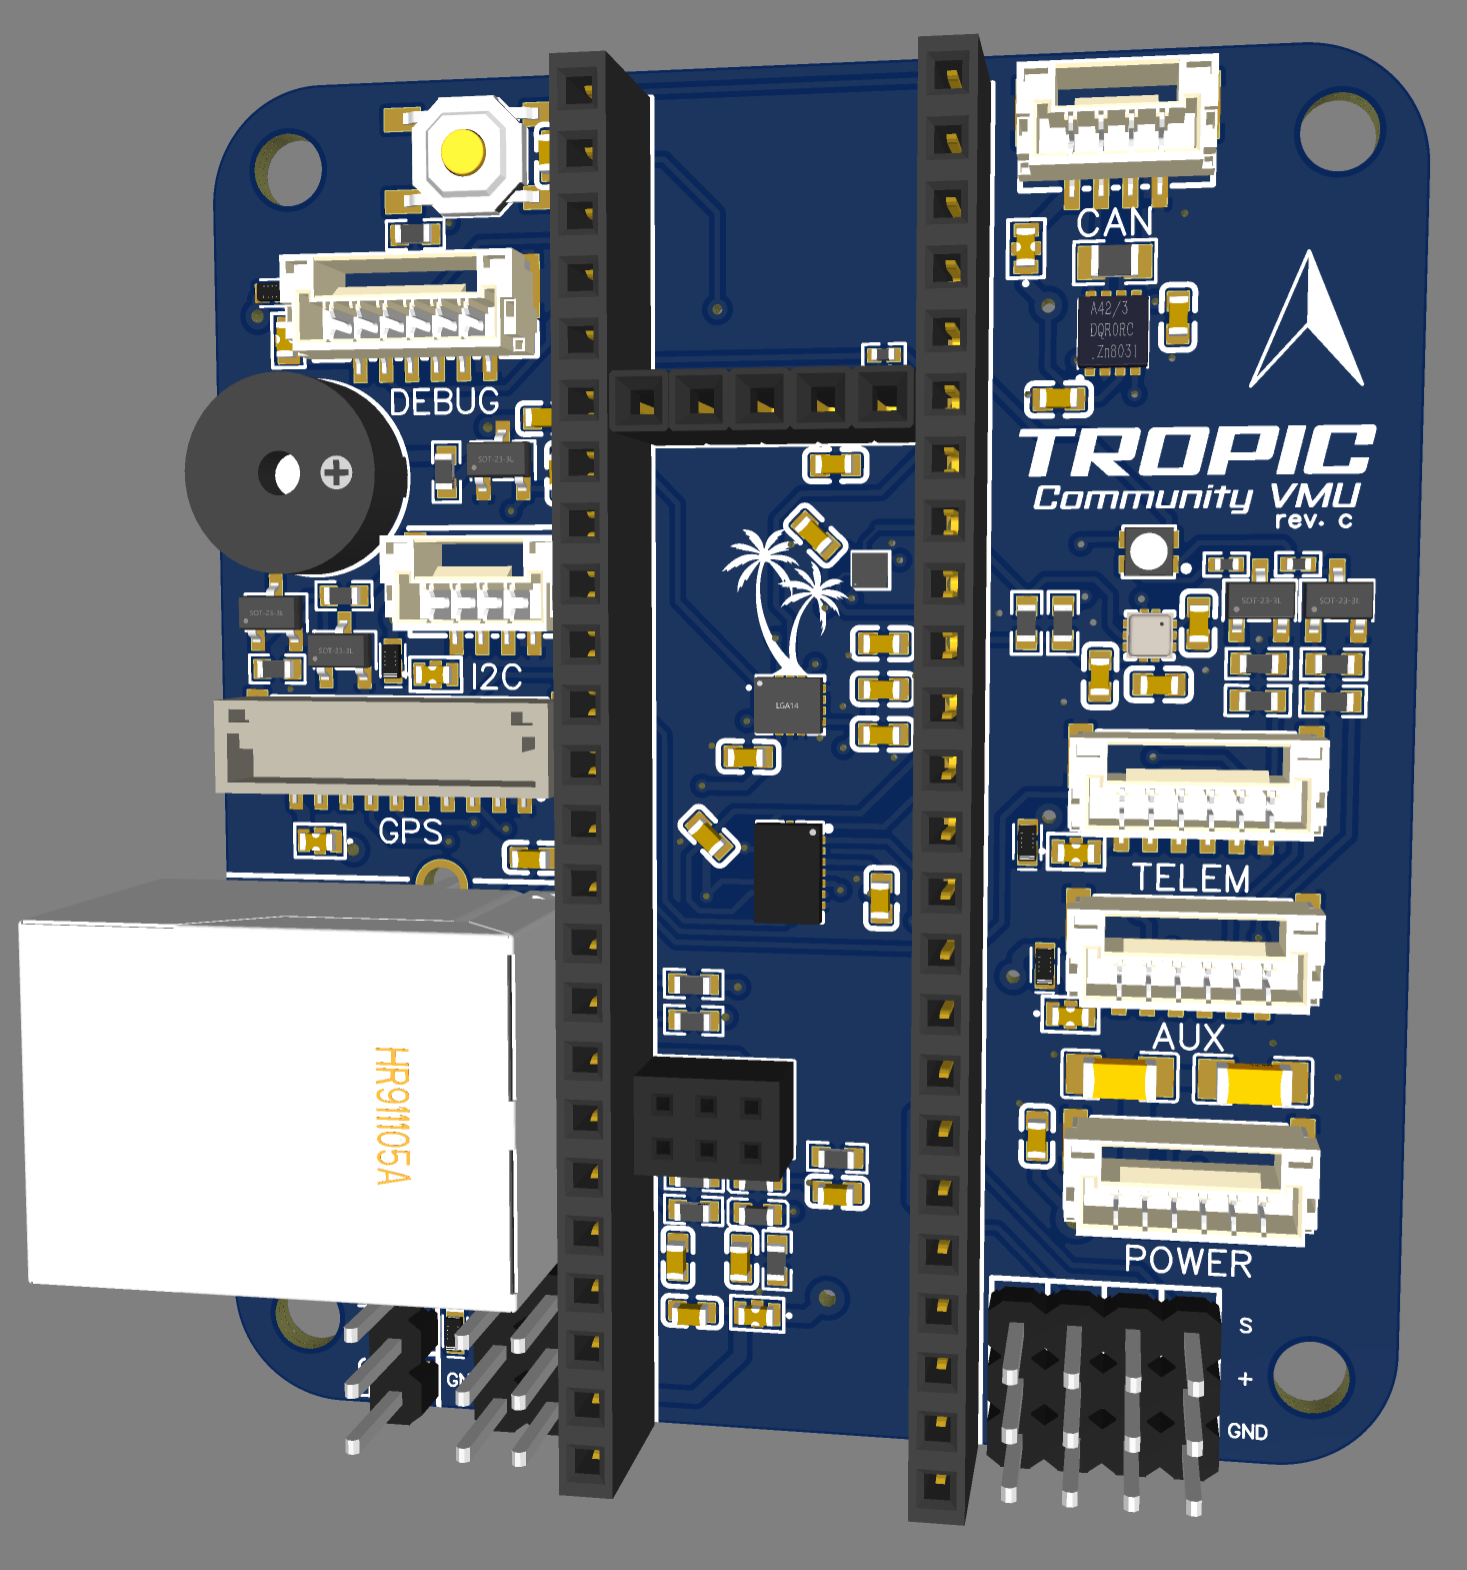 CAN
A42/3
DQR0RC
.Zn8031
DEBUG
TROPIC
Community VMU
rev. c
SOT-23-3L
SOT-23-3L
SOT-23-3L
SOT-23-3L
SOT-23-3L
I2C
LGA14
GPS
TELEM
AUX
HR911105A
POWER
S
+
GND